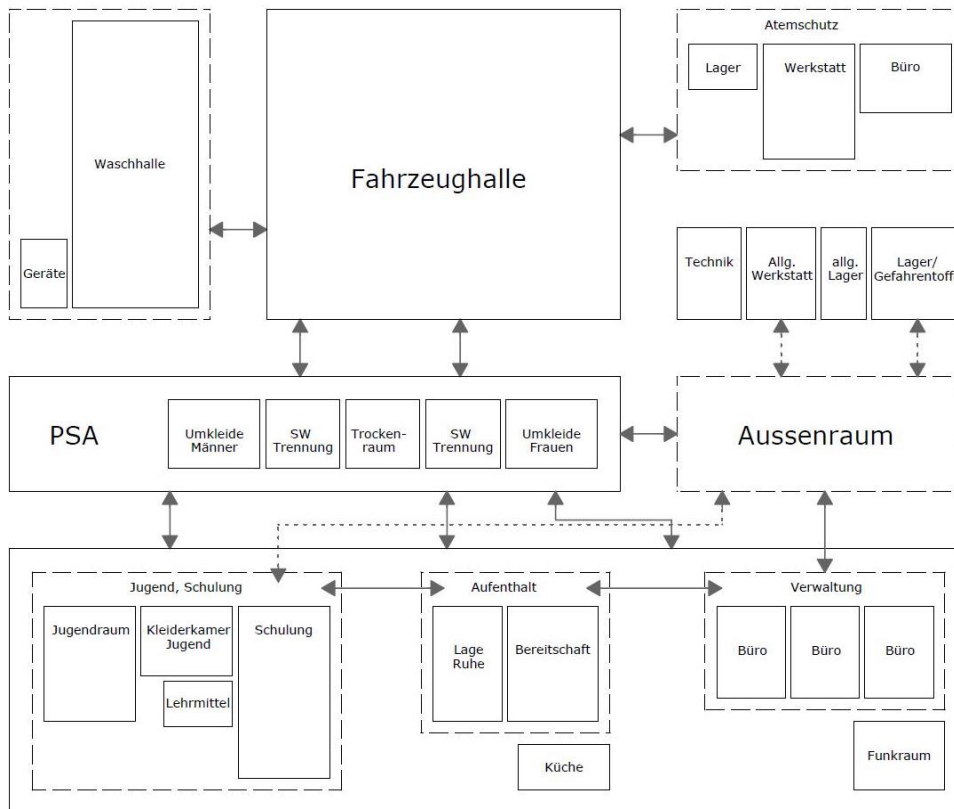 Atemschutz
Lager
Werkstatt
Büro
Waschhalle
Geräte
Fahrzeughalle
Technik
Allg.
Werkstatt
allg.
Lager
Lager/
Gefahrentoffe
PSA
Umkleide
Männer
SW
Trennung
Trocken-
raum
SW
Trennung
Umkleide
Frauen
Aussenraum
Jugend, Schulung
Jugendraum
Kleiderkamer
Jugend
Lehrmittel
Schulung
Aufenthalt
Lage
Ruhe
Bereitschaft
Küche
Verwaltung
Büro
Büro
Büro
Funkraum